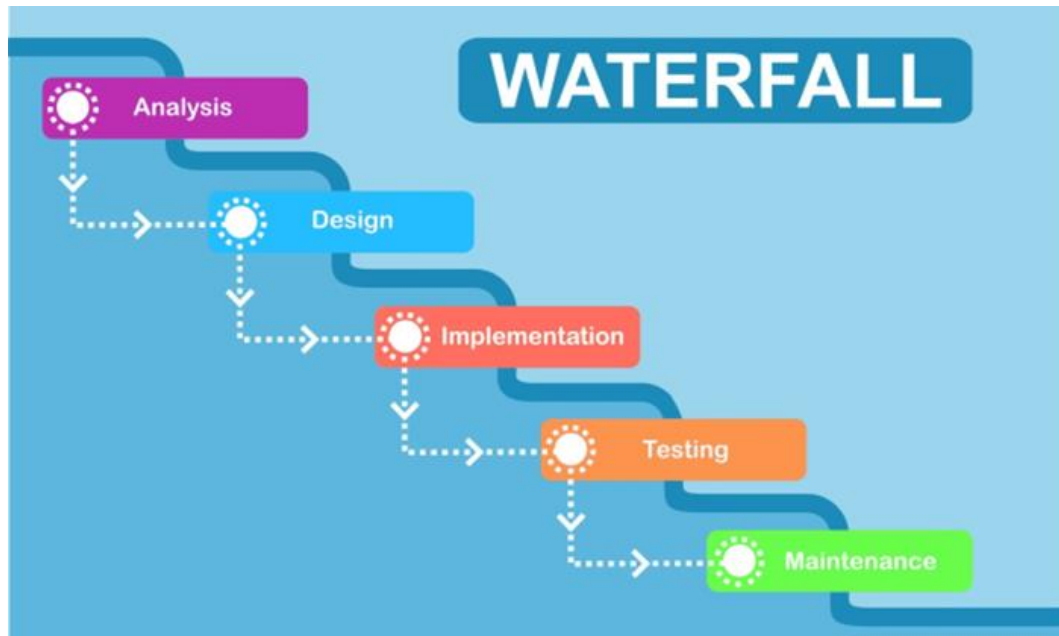 WATERFALL
Analysis
Design
Implementation
Testing
Maintenance